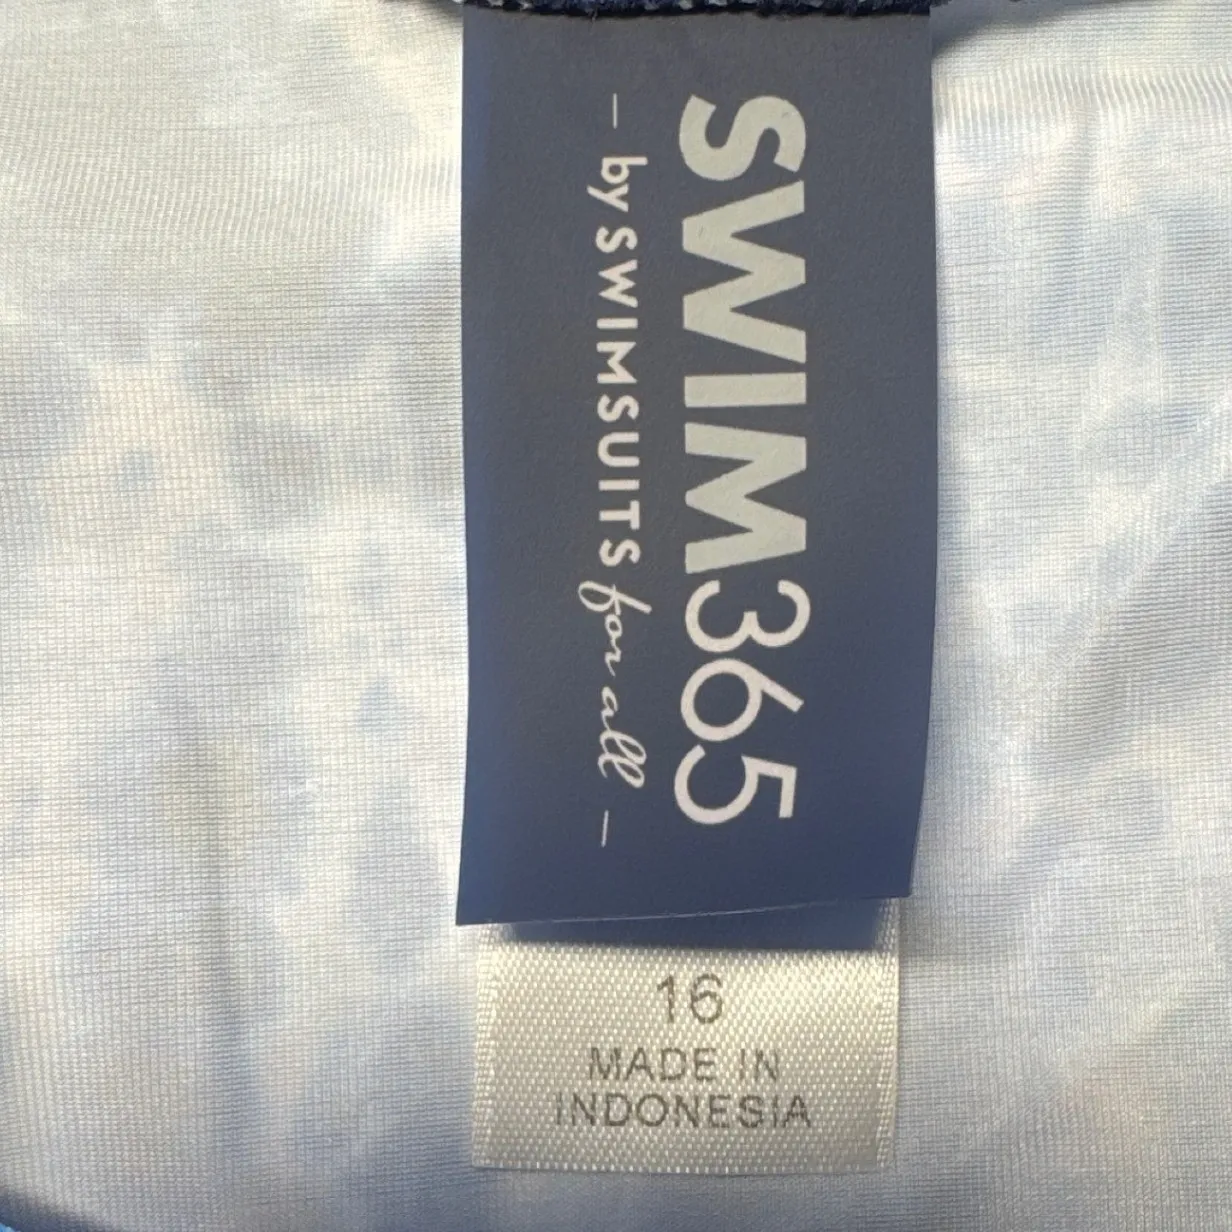 SWIM365
— by SWIMSUITS for all —
16
MADE IN
INDONESIA